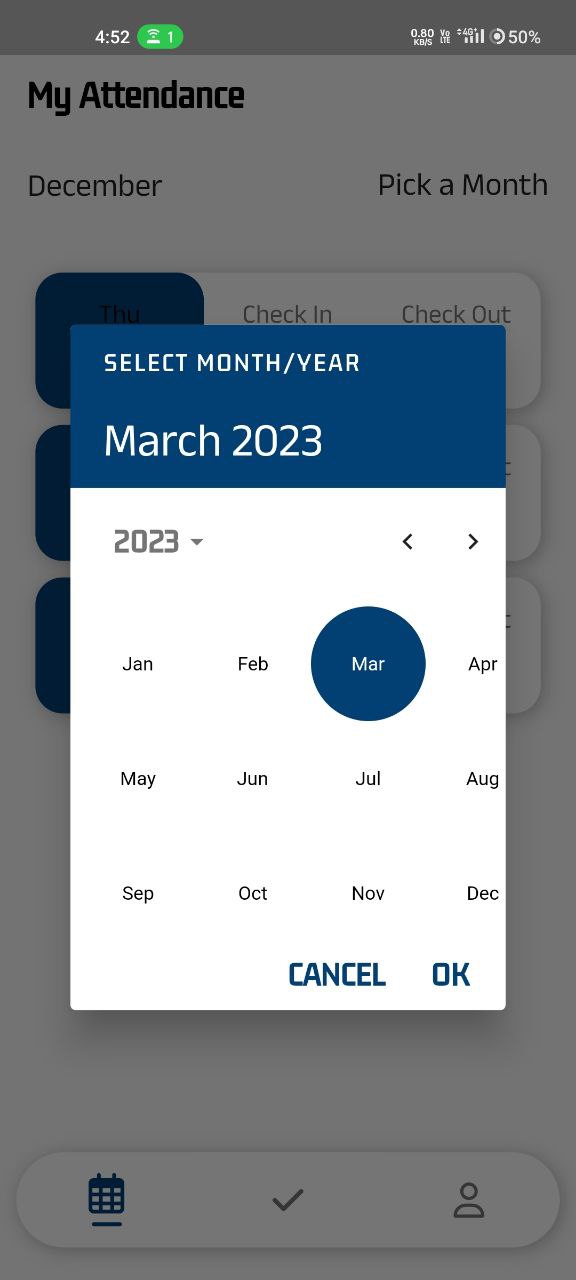 4:52 1 0.80 KB/S Vo LTE 4G+ 50%
My Attendance
December Pick a Month
Thu Check In Check Out
SELECT MONTH/YEAR
March 2023
t
2023
t
Jan Feb Mar Apr
May Jun Jul Aug
Sep Oct Nov Dec
CANCEL OK